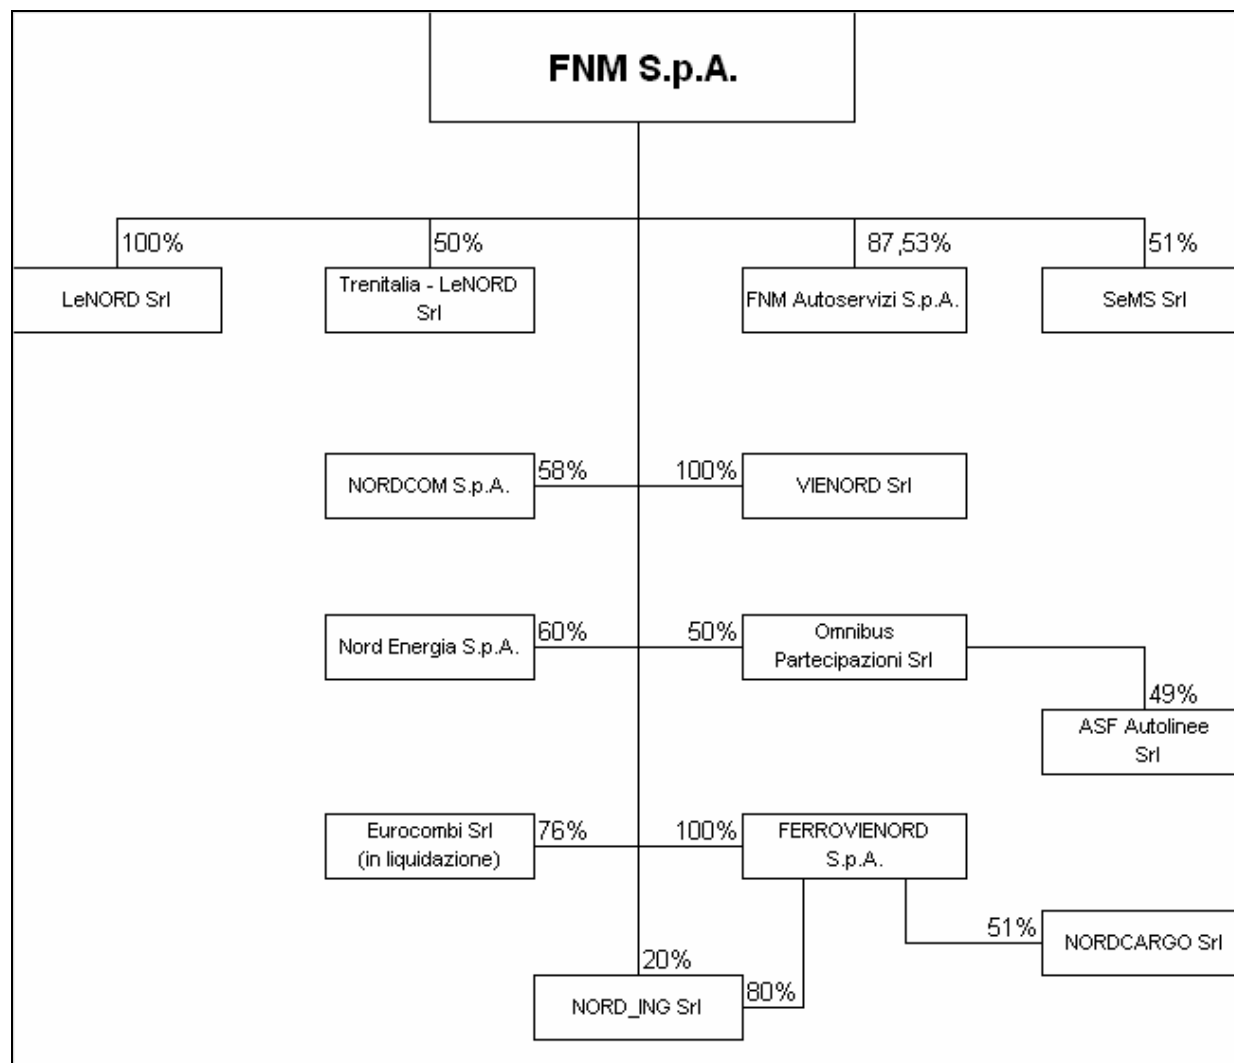 FNM S.p.A.
100%
50%
87,53%
51%
LeNORD Srl
Trenitalia - LeNORD
Srl
FNM Autoservizi S.p.A.
SeMS Srl
NORDCOM S.p.A.
58%
100%
VIENORD Srl
Nord Energia S.p.A.
60%
50%
Omnibus
Partecipazioni Srl
49%
ASF Autolinee
Srl
Eurocombi Srl
(in liquidazione)
76%
100%
FERROVIENORD
S.p.A.
51%
NORDCARGO Srl
20%
NORD_ING Srl
80%